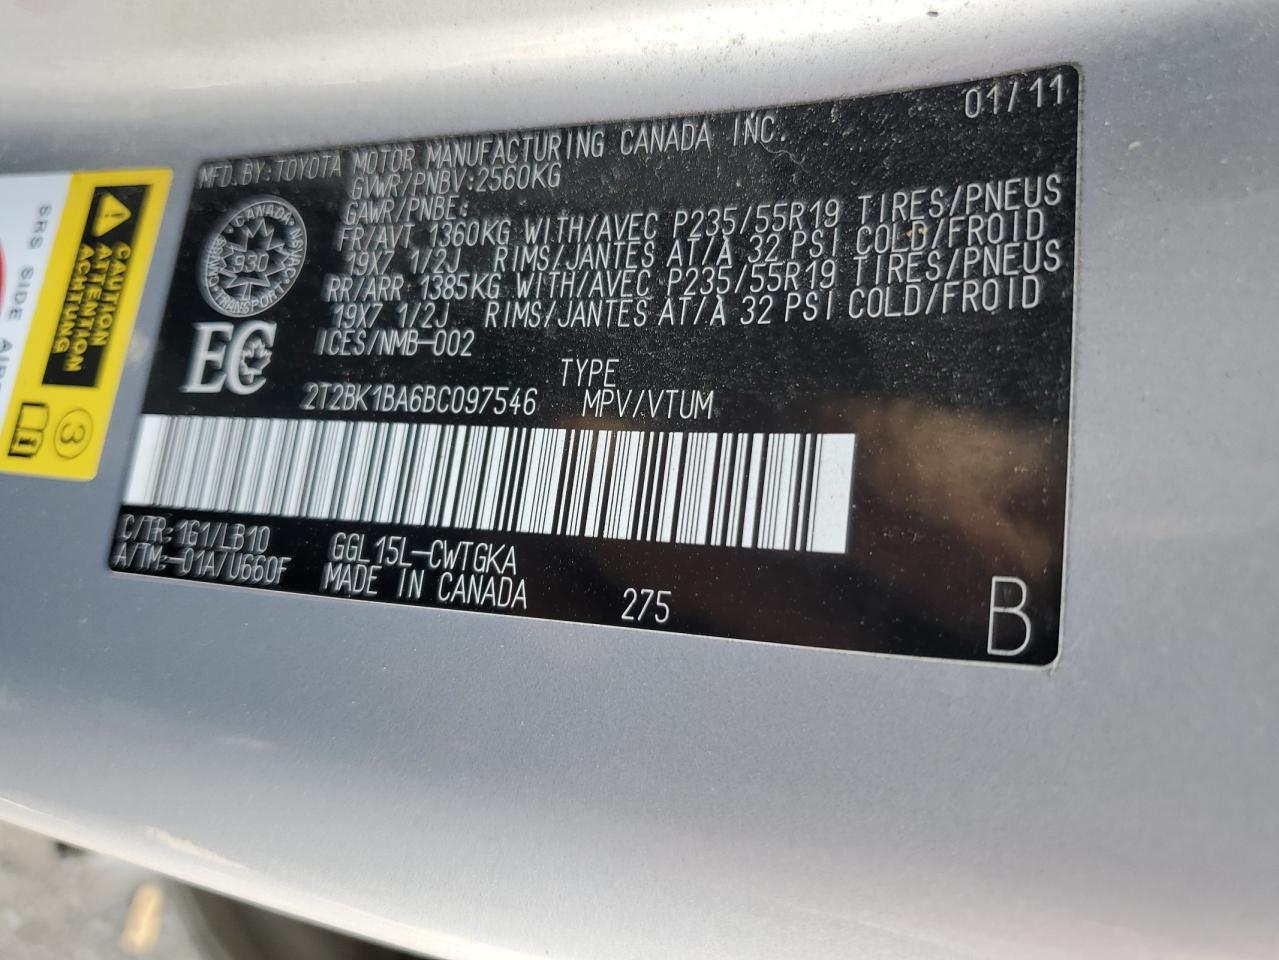 01/11
MFD.BY:TOYOTA MOTOR MANUFACTURING CANADA INC.
GVWR/PNBV:2560KG
GAWR/PNBE:
FR/AVT 1360KG WITH/AVEC P235/55R19 TIRES/PNEUS
19X7 1/2J RIMS/JANTES AT/À 32 PSI COLD/FROID
RR/ARR 1385KG WITH/AVEC P235/55R19 TIRES/PNEUS
19X7 1/2J RIMS/JANTES AT/À 32 PSI COLD/FROID
ICES/NMB-002
CANADA
930
TRANSPORT
EC
TYPE
2T2BK1BA6BC097546 MPV/VTUM
C/TR:1G1/LB10 GGL15L-CWTGKA
A/TM:-01A/U660F MADE IN CANADA 275
B
SRS SIDE
CAUTION
ATTENTION
ACHTUNG
3